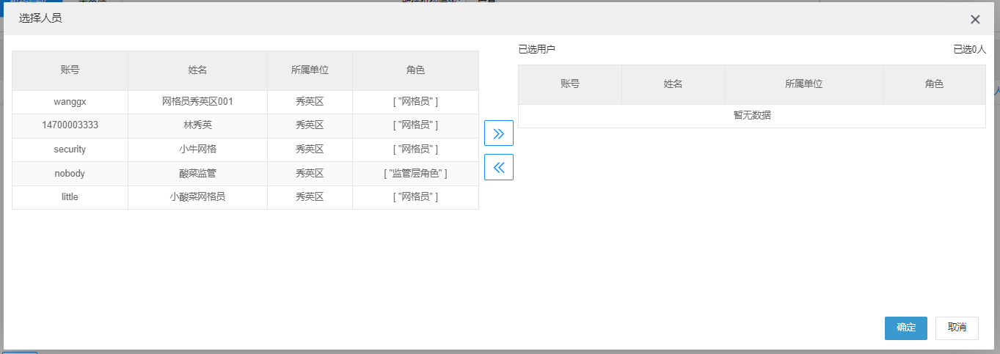 选择人员
账号 姓名 所属单位 角色
wanggx 网格员秀英区001 秀英区 [ "网格员" ]
14700003333 林秀英 秀英区 [ "网格员" ]
security 小牛网格 秀英区 [ "网格员" ]
nobody 酸菜监管 秀英区 [ "监管层角色" ]
little 小酸菜网格员 秀英区 [ "网格员" ]
已选用户 已选0人
账号 姓名 所属单位 角色
暂无数据
确定 取消